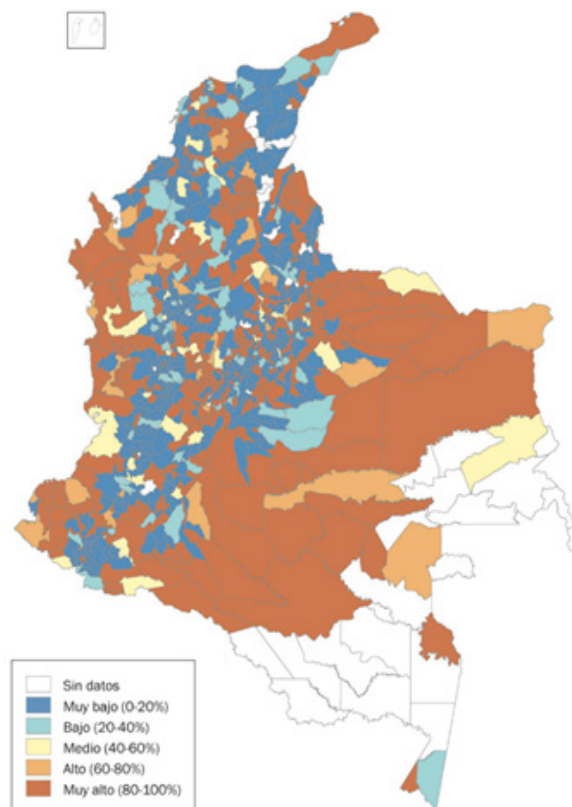 Sin datos
Muy bajo (0-20%)
Bajo (20-40%)
Medio (40-60%)
Alto (60-80%)
Muy alto (80-100%)